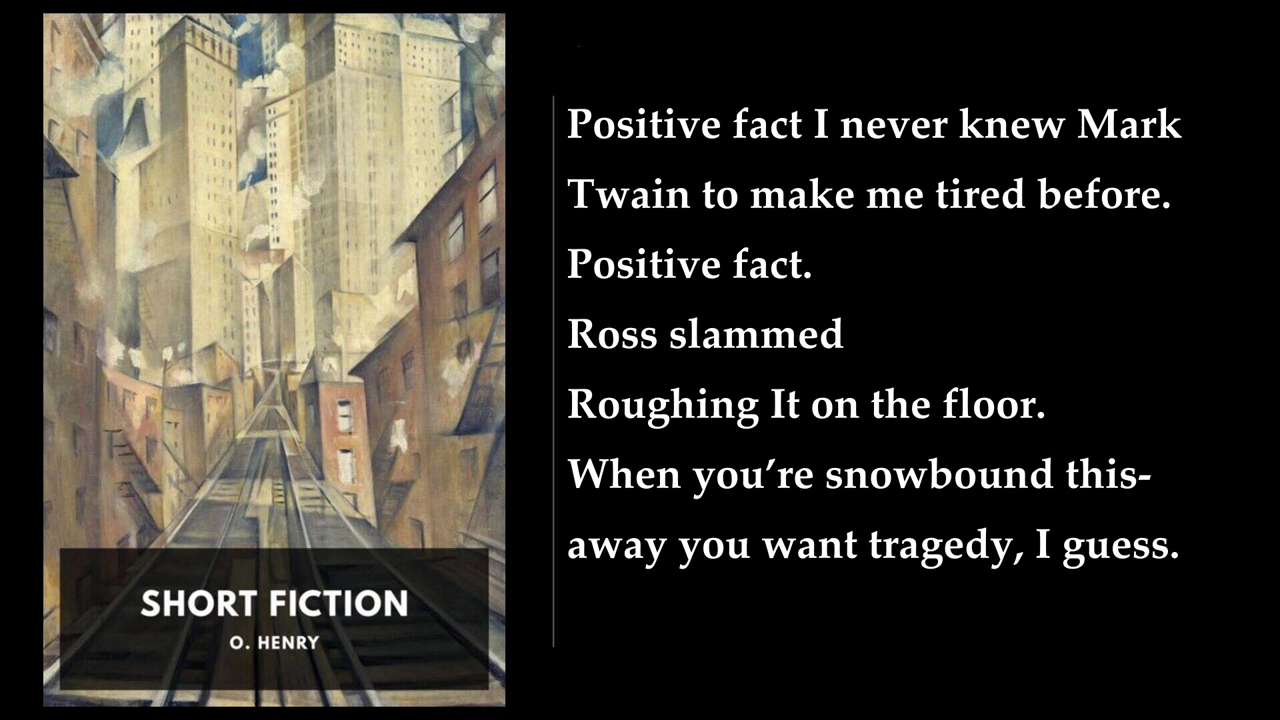 SHORT FICTION
O. HENRY
Positive fact I never knew Mark
Twain to make me tired before.
Positive fact.
Ross slammed
Roughing It on the floor.
When you’re snowbound this-
away you want tragedy, I guess.